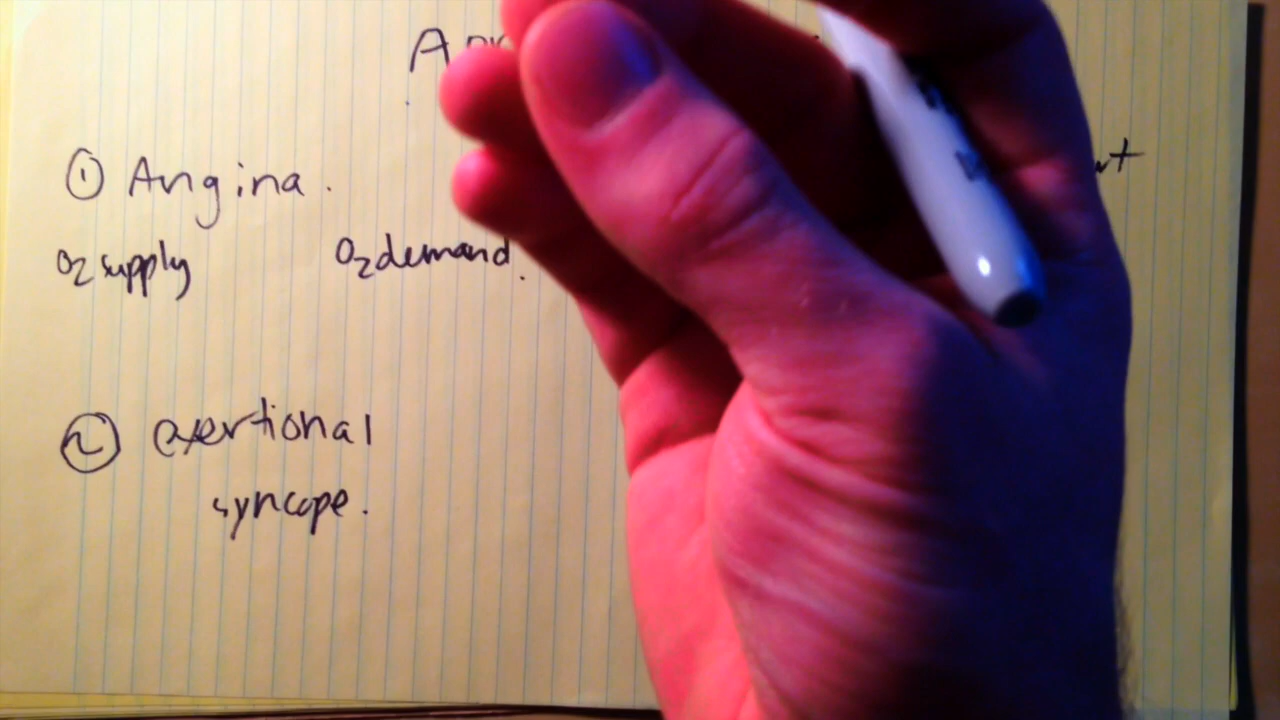 ① Angina.
O2 supply O2 demand.
② exertional
syncope.